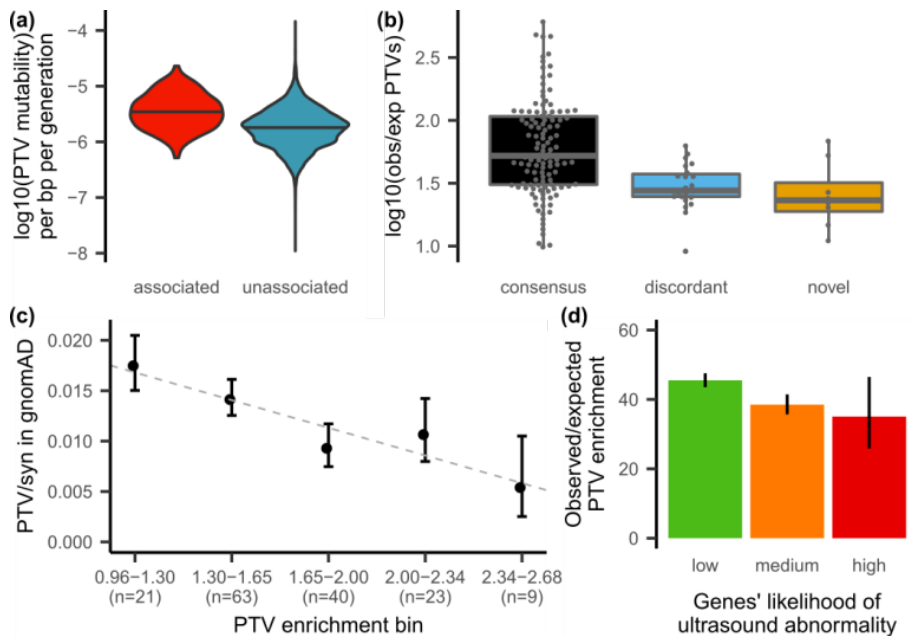 (a)
log10(PTV mutability)
per bp per generation
−4
−5
−6
−7
−8
associated
unassociated
(b)
log10(obs/exp PTVs)
2.5
2.0
1.5
1.0
consensus
discordant
novel
(c)
PTV/syn in gnomAD
0.020
0.015
0.010
0.005
0.000
0.96−1.30 1.30−1.65 1.65−2.00 2.00−2.34 2.34−2.68
(n=21) (n=63) (n=40) (n=23) (n=9)
PTV enrichment bin
(d)
Observed/expected
PTV enrichment
60
40
20
0
low
medium
high
Genes' likelihood of
ultrasound abnormality